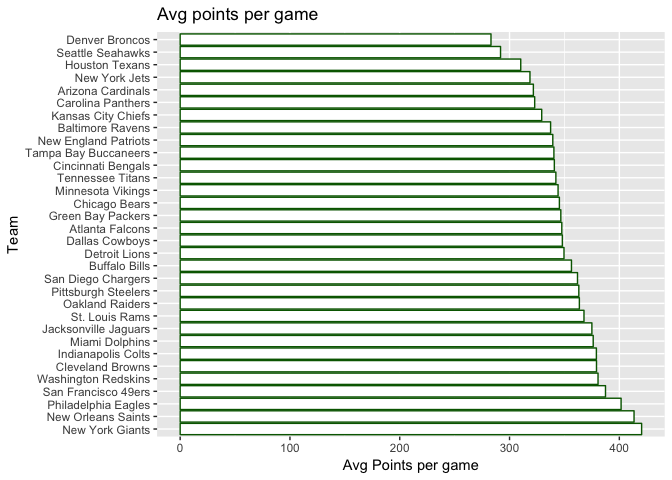 Avg points per game
Denver Broncos
Seattle Seahawks
Houston Texans
New York Jets
Arizona Cardinals
Carolina Panthers
Kansas City Chiefs
Baltimore Ravens
New England Patriots
Tampa Bay Buccaneers
Cincinnati Bengals
Tennessee Titans
Minnesota Vikings
Chicago Bears
Green Bay Packers
Atlanta Falcons
Dallas Cowboys
Detroit Lions
Buffalo Bills
San Diego Chargers
Pittsburgh Steelers
Oakland Raiders
St. Louis Rams
Jacksonville Jaguars
Miami Dolphins
Indianapolis Colts
Cleveland Browns
Washington Redskins
San Francisco 49ers
Philadelphia Eagles
New Orleans Saints
New York Giants
Team
0 100 200 300 400
Avg Points per game